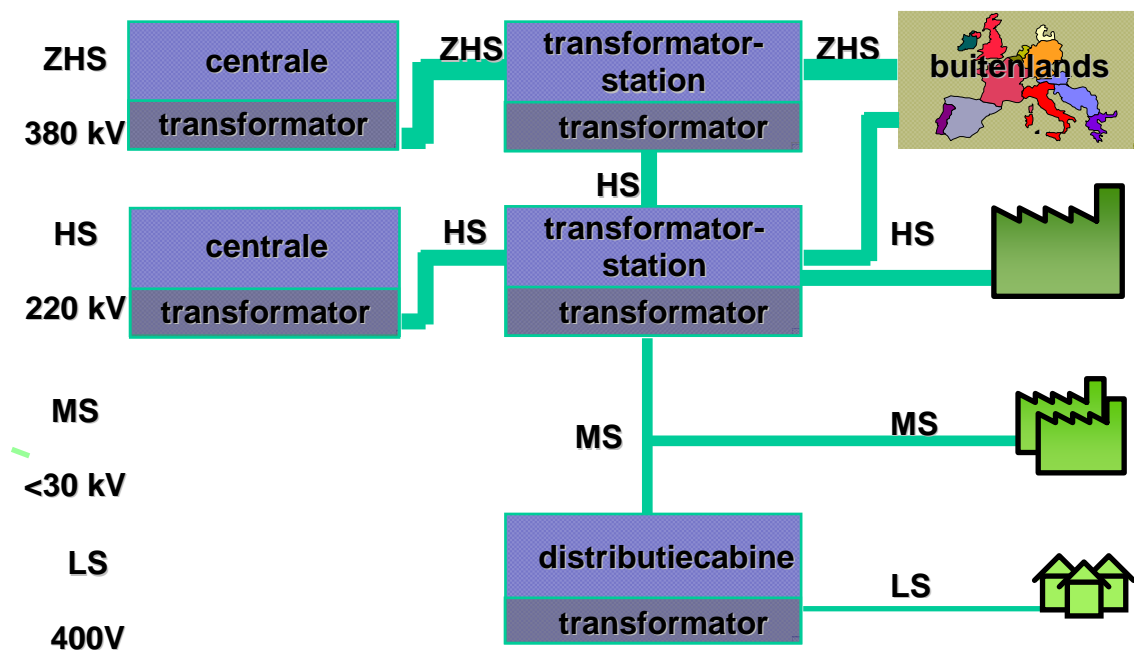 ZHS
380 kV
centrale
transformator
ZHS
transformator-
station
transformator
ZHS
buitenlands
HS
HS
220 kV
centrale
transformator
HS
transformator-
station
transformator
HS
MS
<30 kV
MS
MS
LS
400V
distributiecabine
transformator
LS